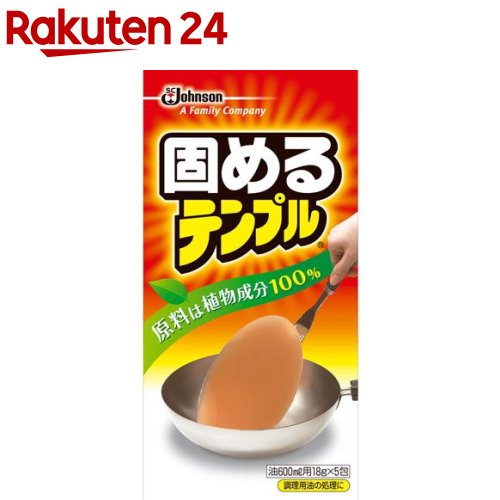 Rakuten 24
SC Johnson
A Family Company
固める
テンプル®
原料は植物成分100%
油600mℓ用18g×5包
調理用油の処理に